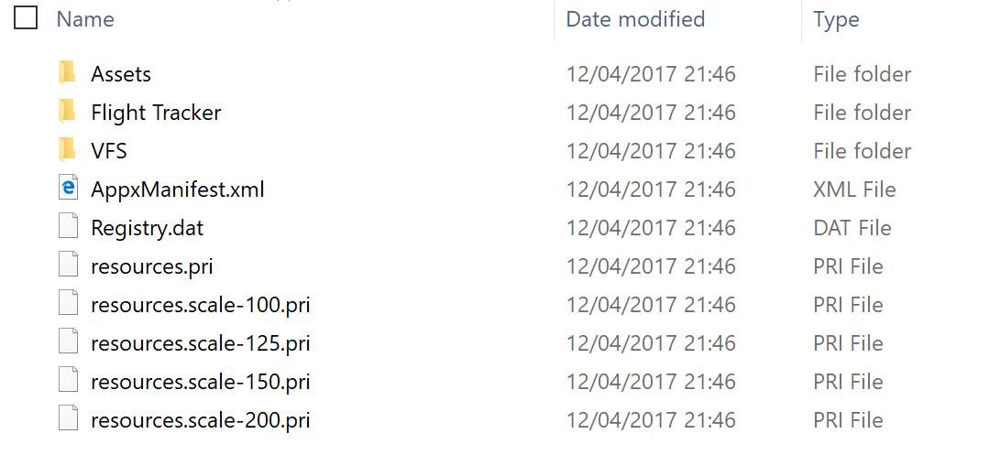 Name Date modified Type
Assets 12/04/2017 21:46 File folder
Flight Tracker 12/04/2017 21:46 File folder
VFS 12/04/2017 21:46 File folder
AppxManifest.xml 12/04/2017 21:46 XML File
Registry.dat 12/04/2017 21:46 DAT File
resources.pri 12/04/2017 21:46 PRI File
resources.scale-100.pri 12/04/2017 21:46 PRI File
resources.scale-125.pri 12/04/2017 21:46 PRI File
resources.scale-150.pri 12/04/2017 21:46 PRI File
resources.scale-200.pri 12/04/2017 21:46 PRI File